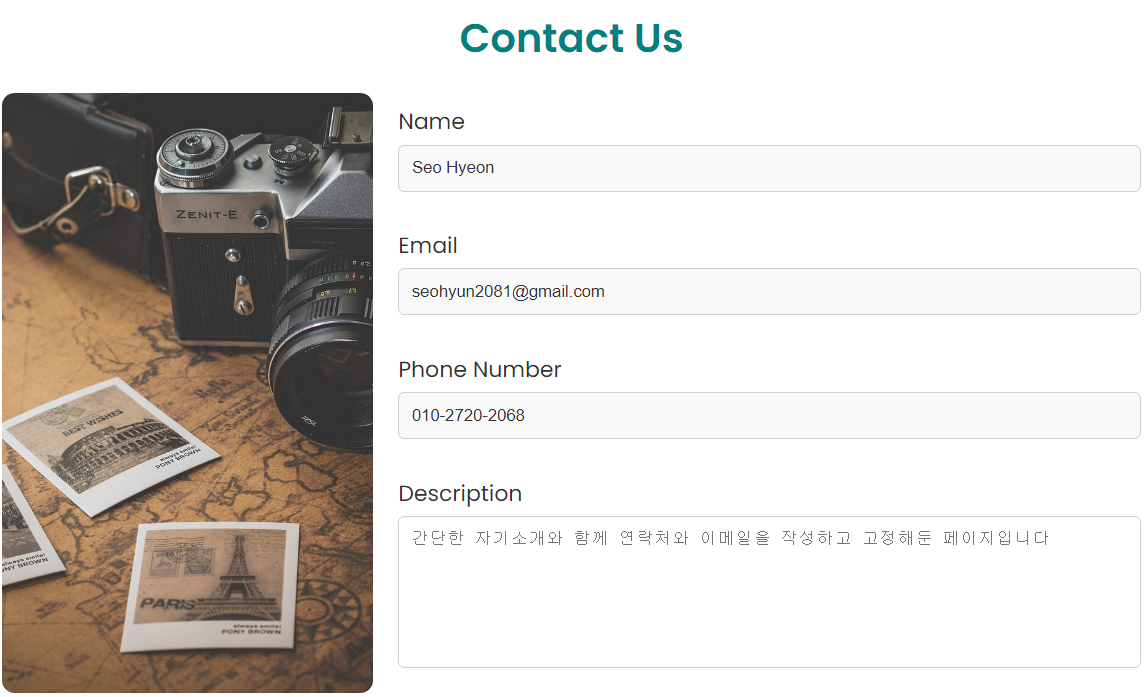 Contact Us
Name
Seo Hyeon
Email
seohyun2081@gmail.com
Phone Number
010-2720-2068
Description
간단한 자기소개와 함께 연락처와 이메일을 작성하고 고정해둔 페이지입니다
ZENIT-E
BEST WISHES
always smile!
PONY BROWN
always smile!
PONY BROWN
PARIS
always smile!
PONY BROWN